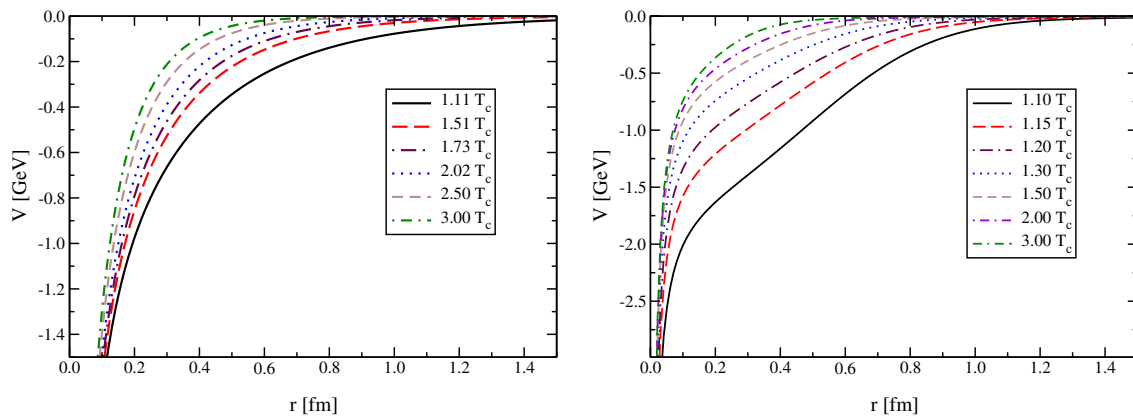 0.0
-0.2
-0.4
-0.6
-0.8
-1.0
-1.2
-1.4
V [GeV]
1.11 T_c
1.51 T_c
1.73 T_c
2.02 T_c
2.50 T_c
3.00 T_c
0.0 0.2 0.4 0.6 0.8 1.0 1.2 1.4
r [fm]
0.0
-0.5
-1.0
-1.5
-2.0
-2.5
V [GeV]
1.10 T_c
1.15 T_c
1.20 T_c
1.30 T_c
1.50 T_c
2.00 T_c
3.00 T_c
0.0 0.2 0.4 0.6 0.8 1.0 1.2 1.4
r [fm]